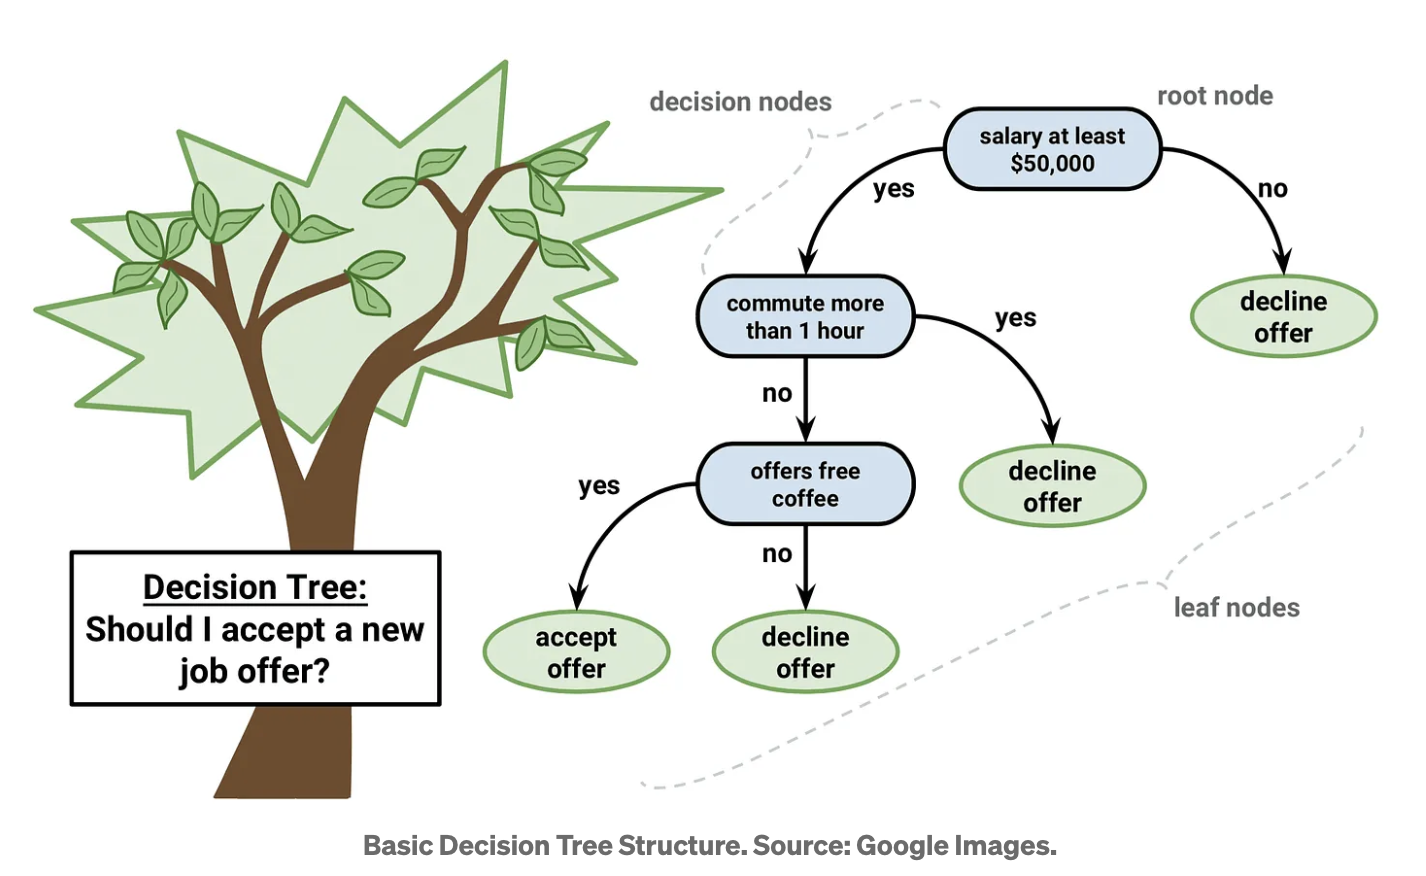 decision nodes
root node
salary at least
$50,000
yes
no
commute more
than 1 hour
decline
offer
yes
no
offers free
coffee
decline
offer
yes
no
accept
offer
decline
offer
leaf nodes
Decision Tree:
Should I accept a new
job offer?
Basic Decision Tree Structure. Source: Google Images.